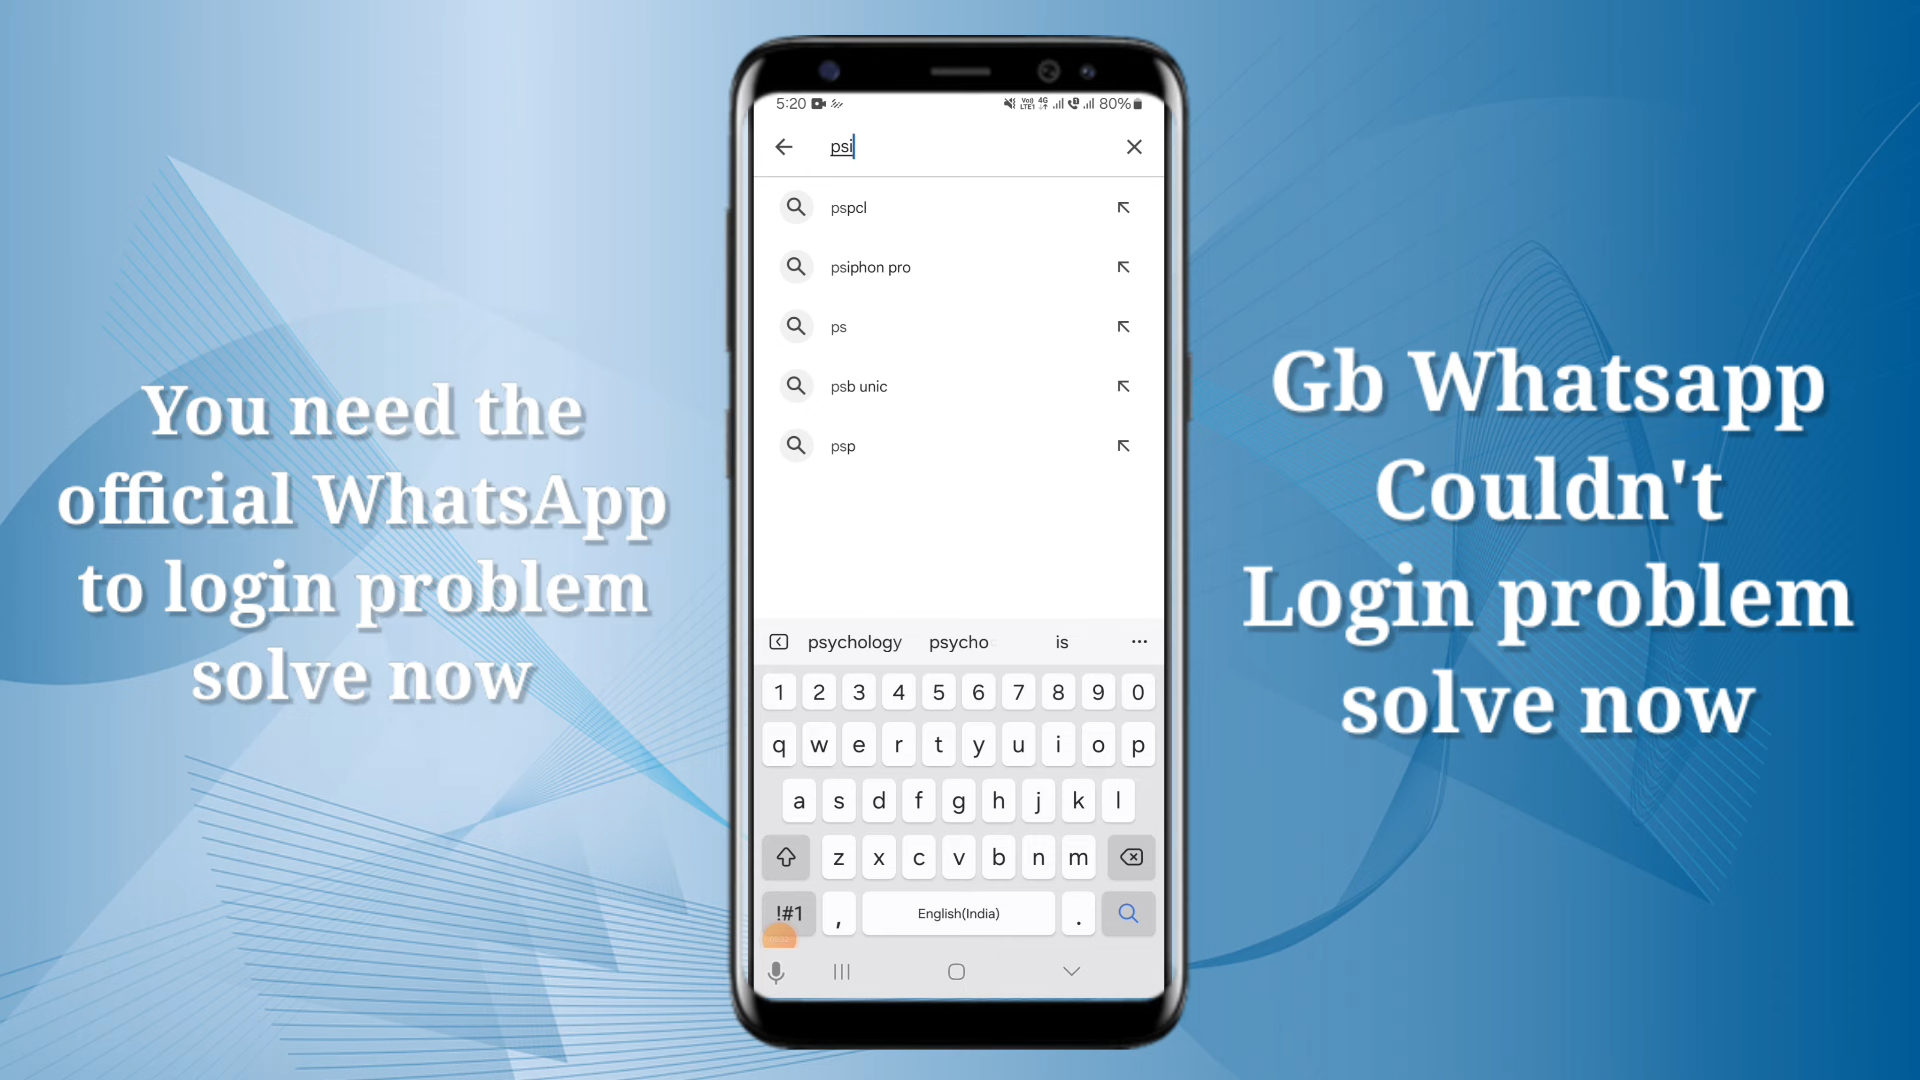 You need the
official WhatsApp
to login problem
solve now
5:20
80%
psi
pspcl
psiphon pro
ps
psb unic
psp
psychology psycho is
1 2 3 4 5 6 7 8 9 0
q w e r t y u i o p
a s d f g h j k l
z x c v b n m
!#1 , English(India) .
Gb Whatsapp
Couldn't
Login problem
solve now